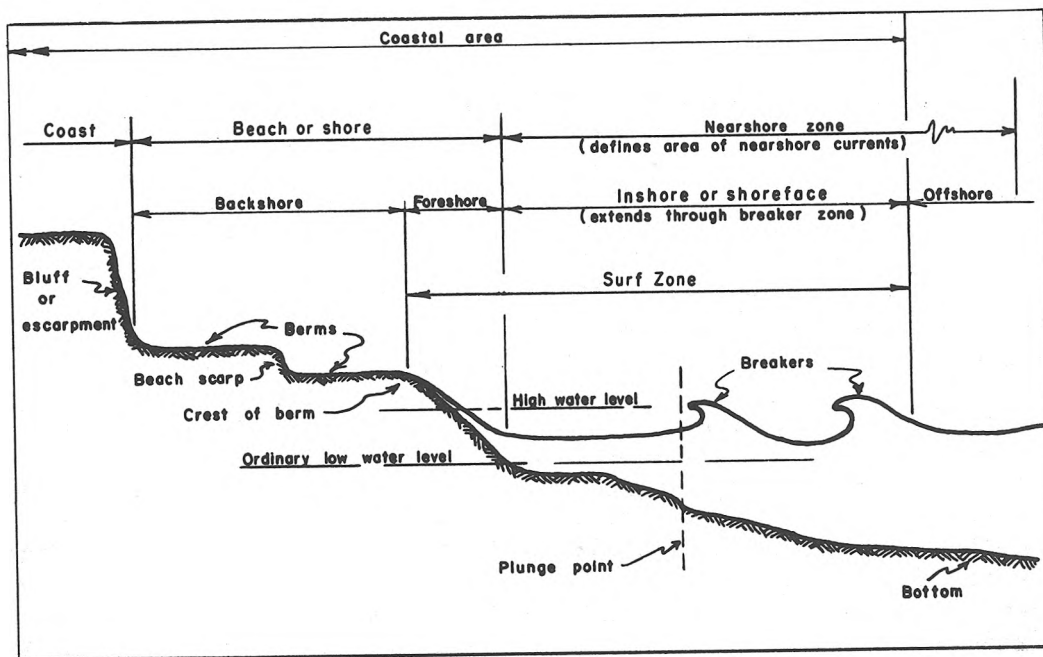 Coastal area
Coast
Beach or shore
Nearshore zone
(defines area of nearshore currents)
Backshore
Foreshore
Inshore or shoreface
(extends through breaker zone)
Offshore
Surf Zone
Bluff
or
escarpment
Berms
Beach scarp
Crest of berm
High water level
Breakers
Ordinary low water level
Plunge point
Bottom